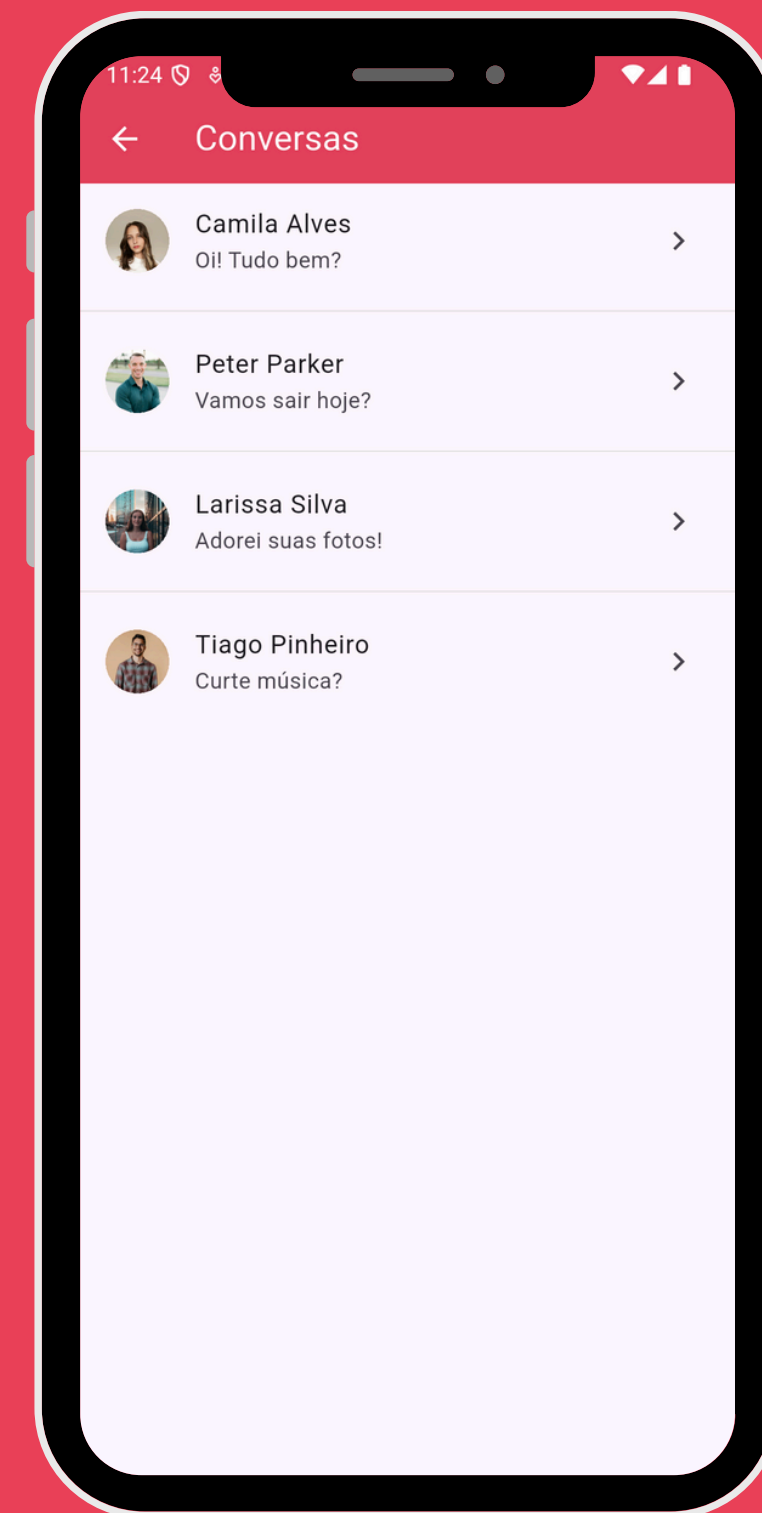 11:24
Conversas
Camila Alves
Oi! Tudo bem?
Peter Parker
Vamos sair hoje?
Larissa Silva
Adorei suas fotos!
Tiago Pinheiro
Curte música?